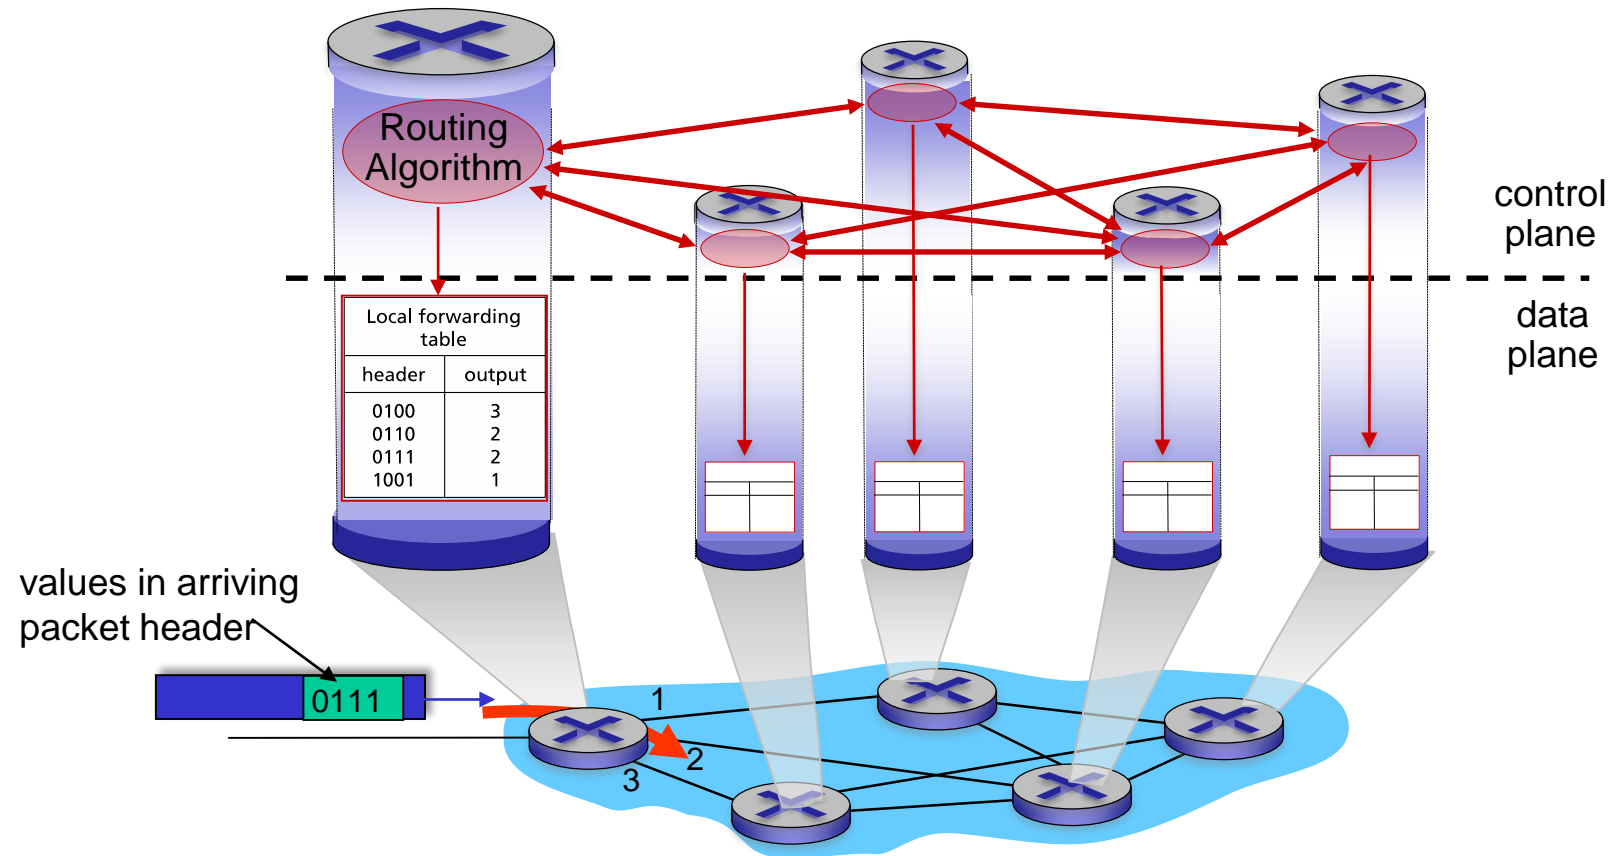 Routing
Algorithm
control
plane
data
plane
Local forwarding
table
header output
0100 3
0110 2
0111 2
1001 1
values in arriving
packet header
0111
1
2
3